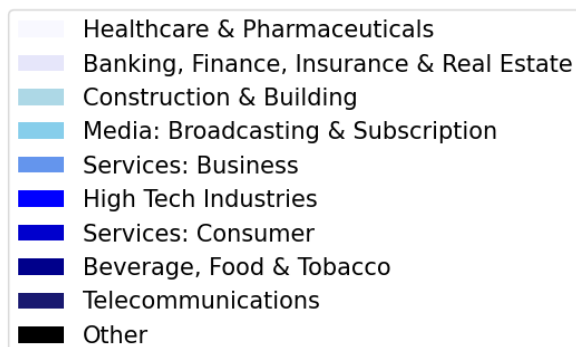 Healthcare & Pharmaceuticals
Banking, Finance, Insurance & Real Estate
Construction & Building
Media: Broadcasting & Subscription
Services: Business
High Tech Industries
Services: Consumer
Beverage, Food & Tobacco
Telecommunications
Other